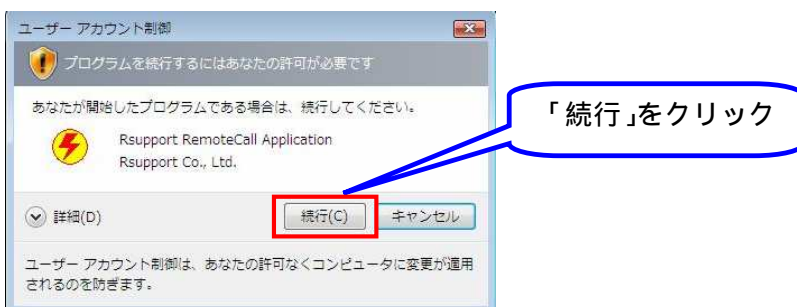 ユーザー アカウント制御
プログラムを続行するにはあなたの許可が必要です
あなたが開始したプログラムである場合は、続行してください。
Rsupport RemoteCall Application
Rsupport Co., Ltd.
「続行」をクリック
詳細(D)
続行(C)
キャンセル
ユーザー アカウント制御は、あなたの許可なくコンピュータに変更が適用
されるのを防ぎます。